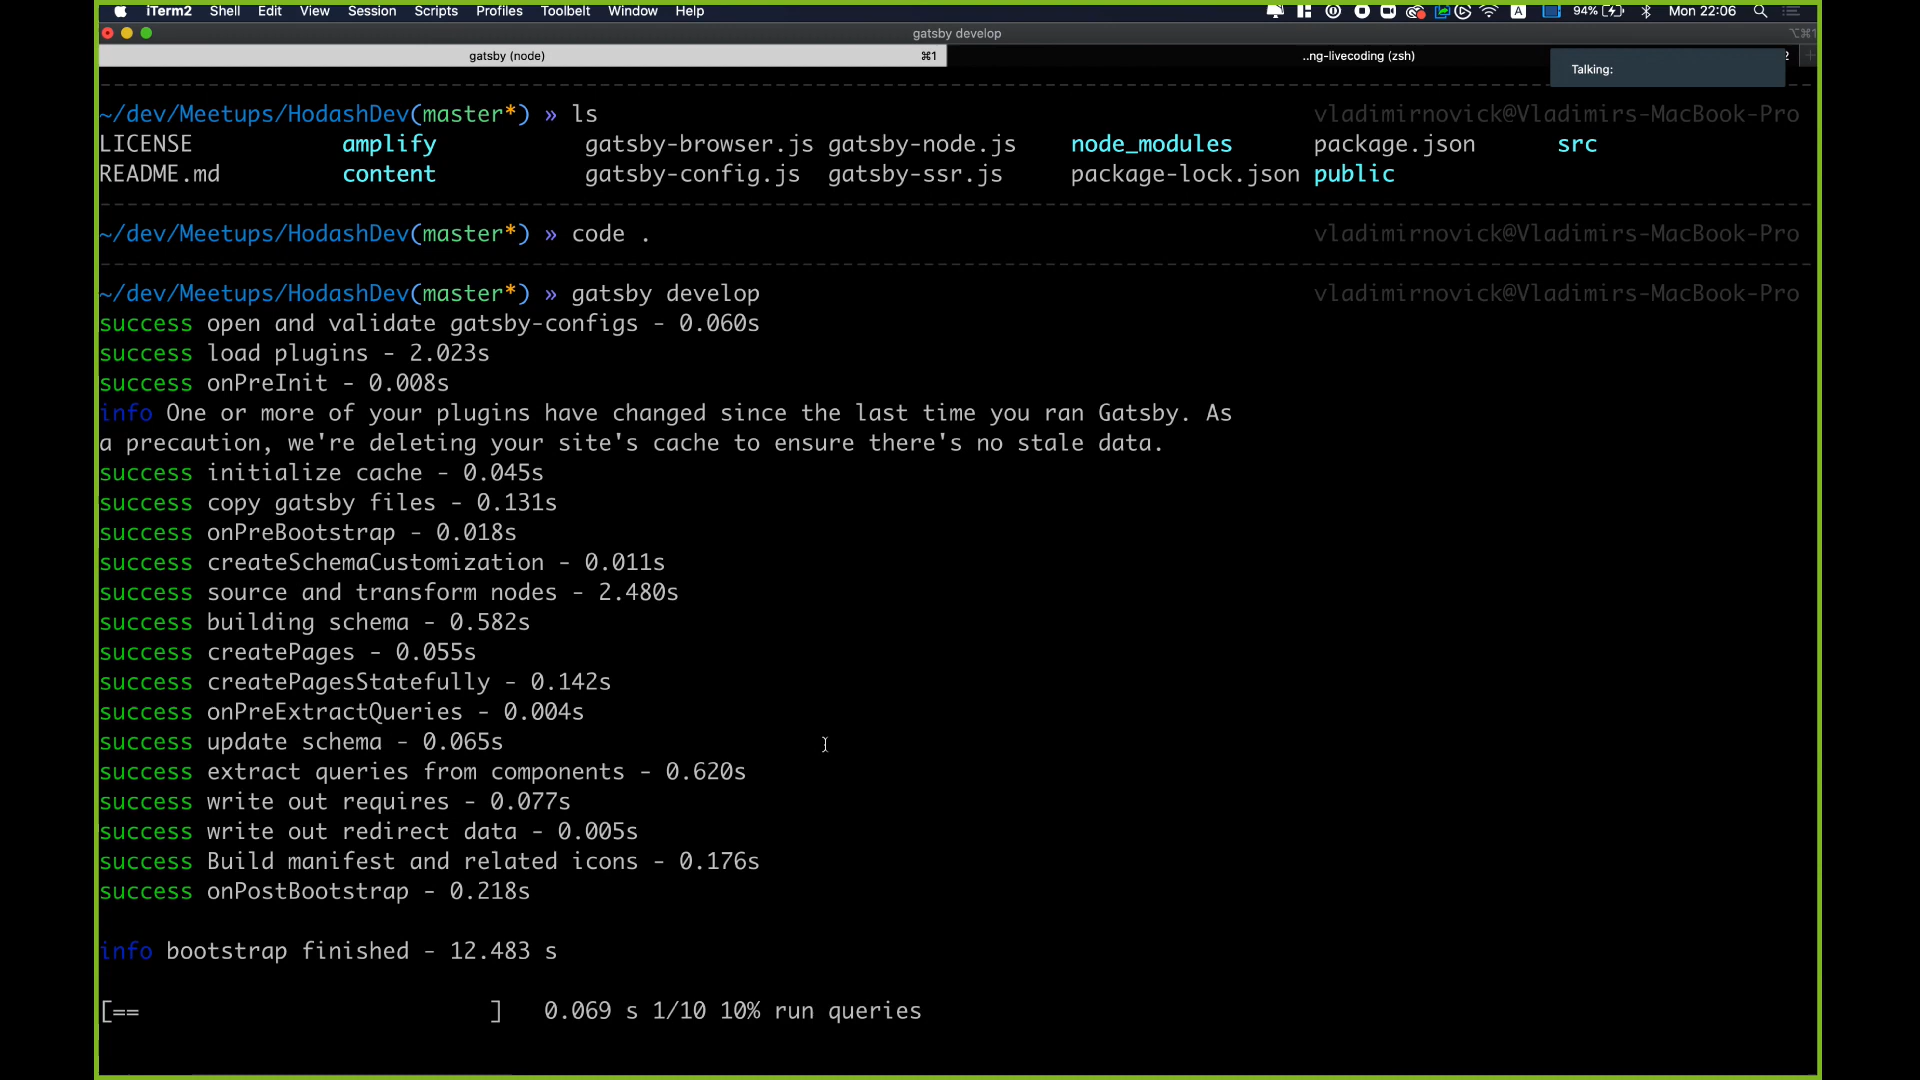 iTerm2 Shell Edit View Session Scripts Profiles Toolbelt Window Help 94% Mon 22:06
gatsby develop ⌥⌘1
gatsby (node) ⌘1 ..ng-livecoding (zsh) 2
Talking:
~/dev/Meetups/HodashDev(master*) » ls vladimirnovick@Vladimirs-MacBook-Pro
LICENSE amplify gatsby-browser.js gatsby-node.js node_modules package.json src
README.md content gatsby-config.js gatsby-ssr.js package-lock.json public
~/dev/Meetups/HodashDev(master*) » code . vladimirnovick@Vladimirs-MacBook-Pro
~/dev/Meetups/HodashDev(master*) » gatsby develop vladimirnovick@Vladimirs-MacBook-Pro
success open and validate gatsby-configs - 0.060s
success load plugins - 2.023s
success onPreInit - 0.008s
info One or more of your plugins have changed since the last time you ran Gatsby. As
a precaution, we're deleting your site's cache to ensure there's no stale data.
success initialize cache - 0.045s
success copy gatsby files - 0.131s
success onPreBootstrap - 0.018s
success createSchemaCustomization - 0.011s
success source and transform nodes - 2.480s
success building schema - 0.582s
success createPages - 0.055s
success createPagesStatefully - 0.142s
success onPreExtractQueries - 0.004s
success update schema - 0.065s
success extract queries from components - 0.620s
success write out requires - 0.077s
success write out redirect data - 0.005s
success Build manifest and related icons - 0.176s
success onPostBootstrap - 0.218s
info bootstrap finished - 12.483 s
[== ] 0.069 s 1/10 10% run queries